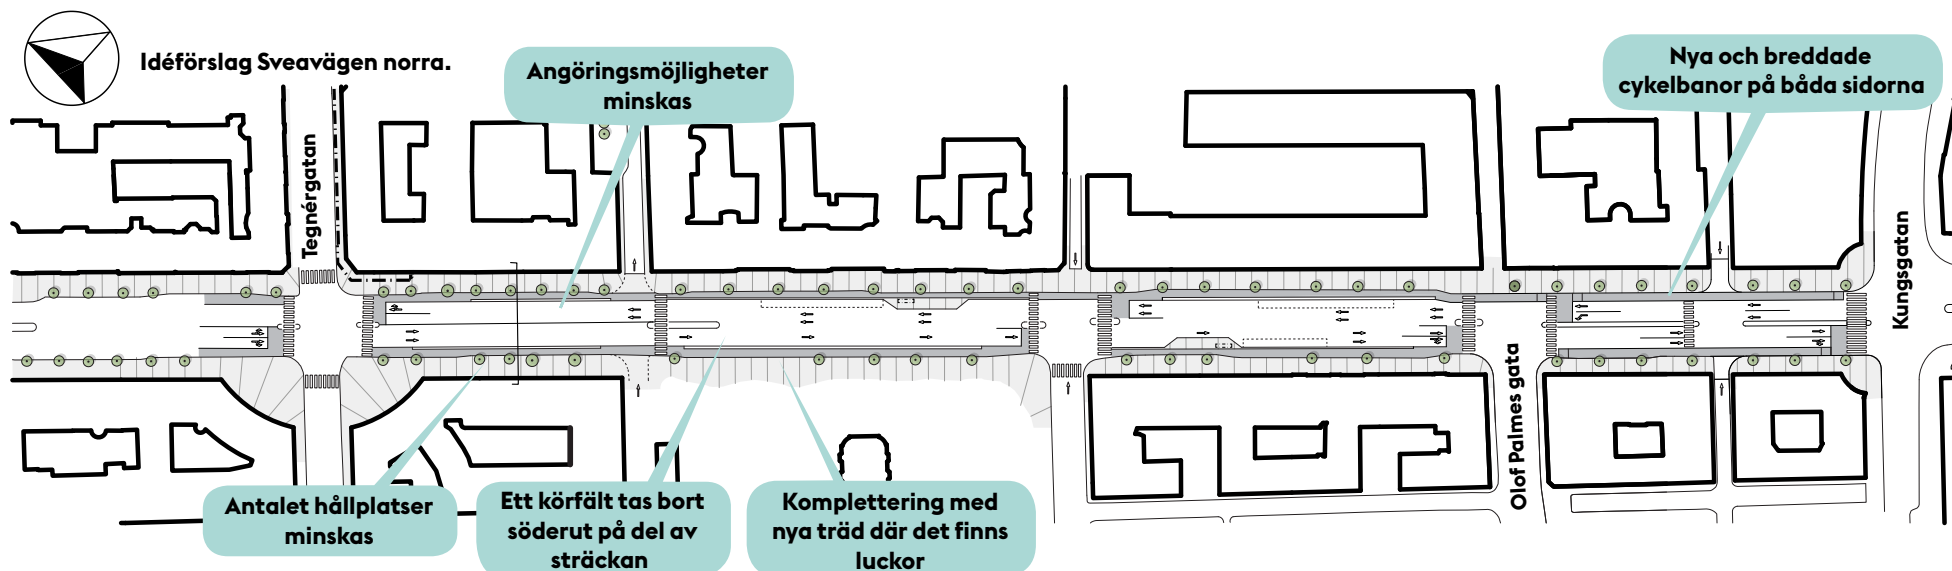 Idéförslag Sveavägen norra.
Angöringsmöjligheter
minskas
Nya och breddade
cykelbanor på båda sidorna
Tegnérgatan
Kungsgatan
Olof Palmes gata
Antalet hållplatser
minskas
Ett körfält tas bort
söderut på del av
sträckan
Komplettering med
nya träd där det finns
luckor